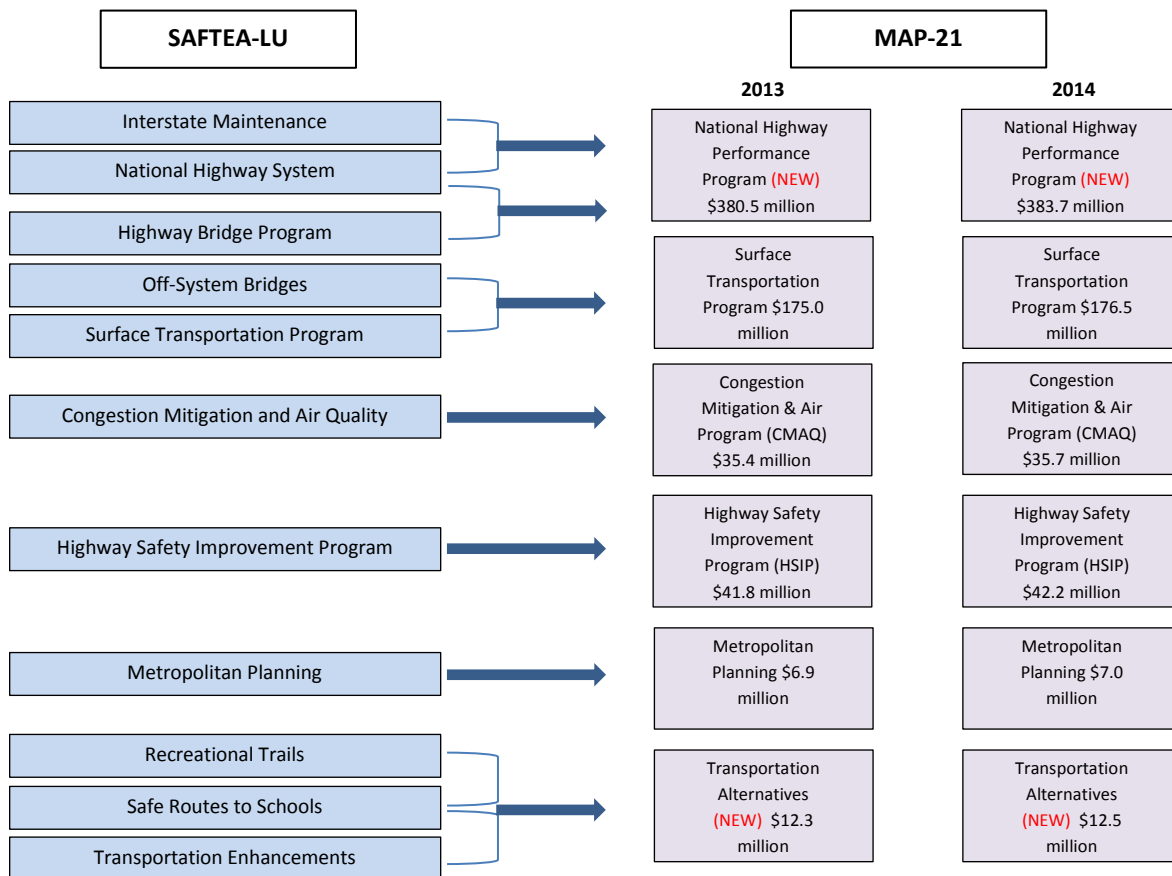 SAFTEA-LU
MAP-21
2013
2014
Interstate Maintenance
National Highway System
Highway Bridge Program
Off-System Bridges
Surface Transportation Program
Congestion Mitigation and Air Quality
Highway Safety Improvement Program
Metropolitan Planning
Recreational Trails
Safe Routes to Schools
Transportation Enhancements
National Highway
Performance
Program (NEW)
$380.5 million
Surface
Transportation
Program $175.0
million
Congestion
Mitigation & Air
Program (CMAQ)
$35.4 million
Highway Safety
Improvement
Program (HSIP)
$41.8 million
Metropolitan
Planning $6.9
million
Transportation
Alternatives
(NEW) $12.3
million
National Highway
Performance
Program (NEW)
$383.7 million
Surface
Transportation
Program $176.5
million
Congestion
Mitigation & Air
Program (CMAQ)
$35.7 million
Highway Safety
Improvement
Program (HSIP)
$42.2 million
Metropolitan
Planning $7.0
million
Transportation
Alternatives
(NEW) $12.5
million